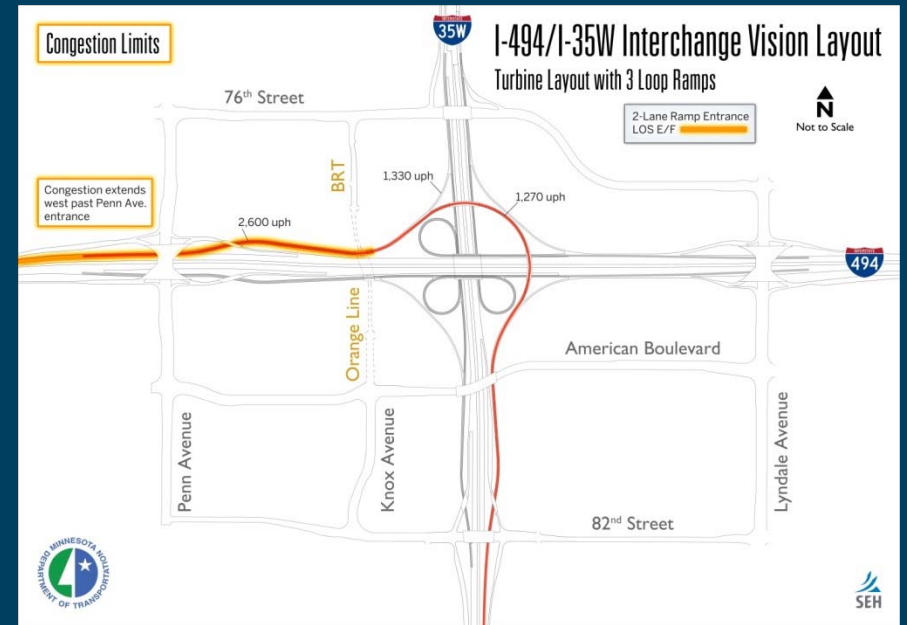 Congestion Limits
INTERSTATE
35W
I-494/I-35W Interchange Vision Layout
Turbine Layout with 3 Loop Ramps
76th Street
2-Lane Ramp Entrance
LOS E/F
N
Not to Scale
BRT
1,330 uph
1,270 uph
Congestion extends
west past Penn Ave.
entrance
2,600 uph
INTERSTATE
494
Orange Line
American Boulevard
Penn Avenue
Knox Avenue
Lyndale Avenue
82nd Street
MINNESOTA DEPARTMENT OF TRANSPORTATION
SEH